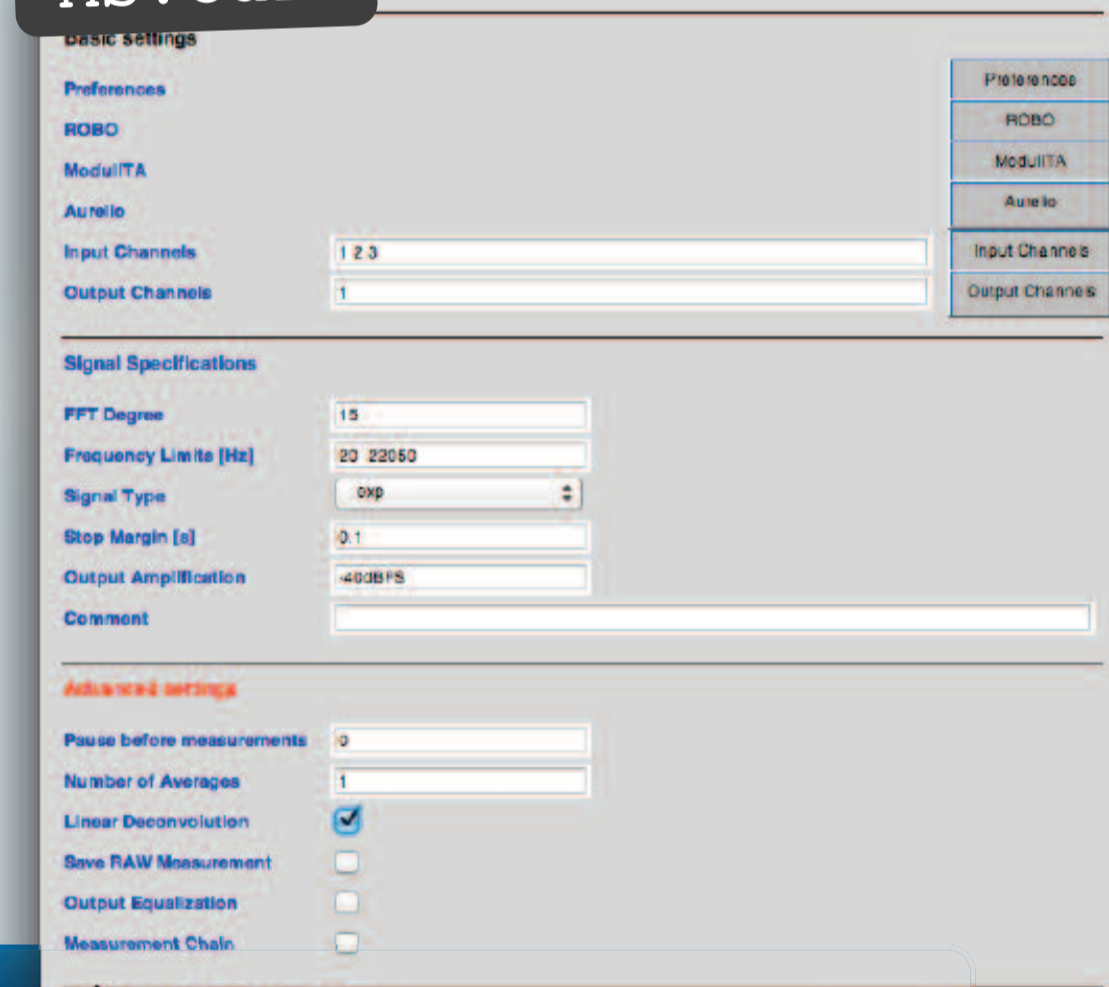 Basic settings
Preferences Preferences
ROBO ROBO
ModulITA ModulITA
Aurelio Aurelio
Input Channels 1 2 3 Input Channels
Output Channels 1 Output Channels
Signal Specifications
FFT Degree 15
Frequency Limits [Hz] 20 22050
Signal Type exp
Stop Margin [s] 0.1
Output Amplification -40dBFS
Comment
Advanced settings
Pause before measurements 0
Number of Averages 1
Linear Deconvolution
Save RAW Measurement
Output Equalization
Measurement Chain